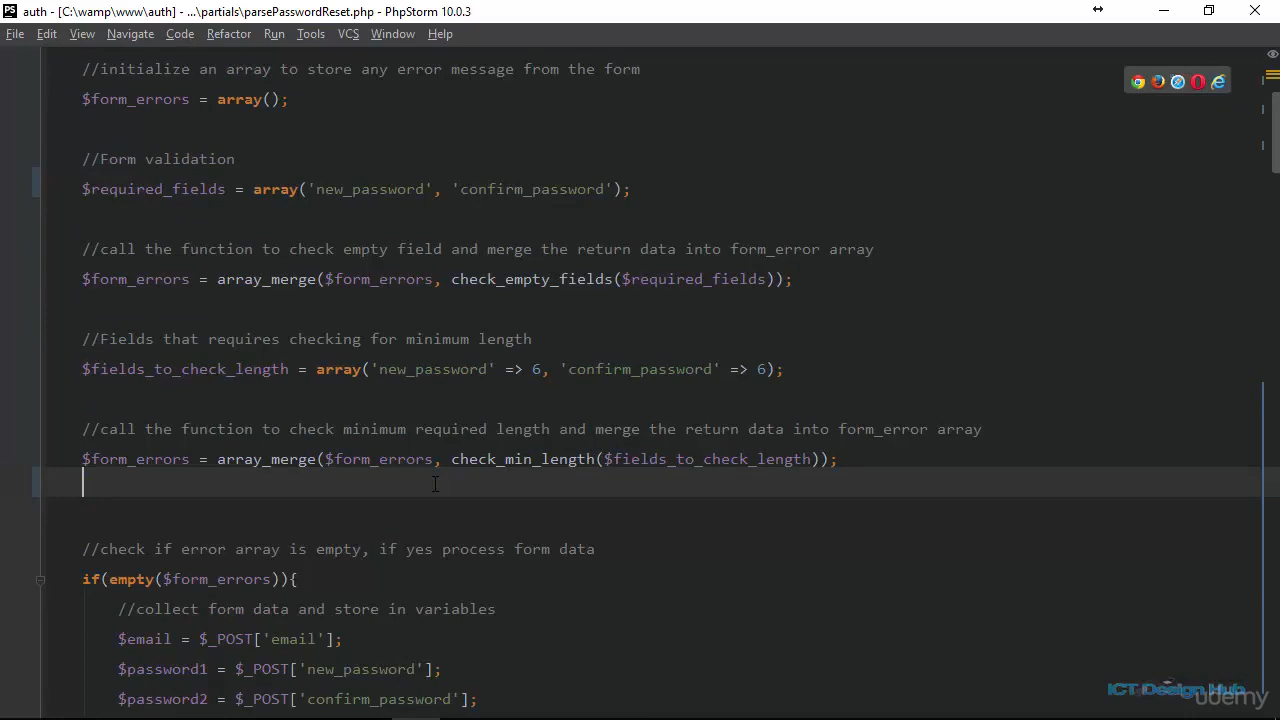 PS auth - [C:\wamp\www\auth] - ...\partials\parsePasswordReset.php - PhpStorm 10.0.3
File Edit View Navigate Code Refactor Run Tools VCS Window Help
//initialize an array to store any error message from the form
$form_errors = array();
//Form validation
$required_fields = array('new_password', 'confirm_password');
//call the function to check empty field and merge the return data into form_error array
$form_errors = array_merge($form_errors, check_empty_fields($required_fields));
//Fields that requires checking for minimum length
$fields_to_check_length = array('new_password' => 6, 'confirm_password' => 6);
//call the function to check minimum required length and merge the return data into form_error array
$form_errors = array_merge($form_errors, check_min_length($fields_to_check_length));
//check if error array is empty, if yes process form data
if(empty($form_errors)){
//collect form data and store in variables
$email = $_POST['email'];
$password1 = $_POST['new_password'];
$password2 = $_POST['confirm_password'];
ICT Design Hub
udemy